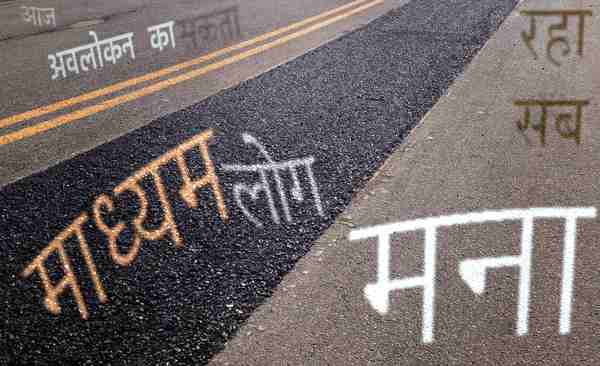 आज
अवलोकन का सकता
रहा
सब
माध्यम लोग
मना